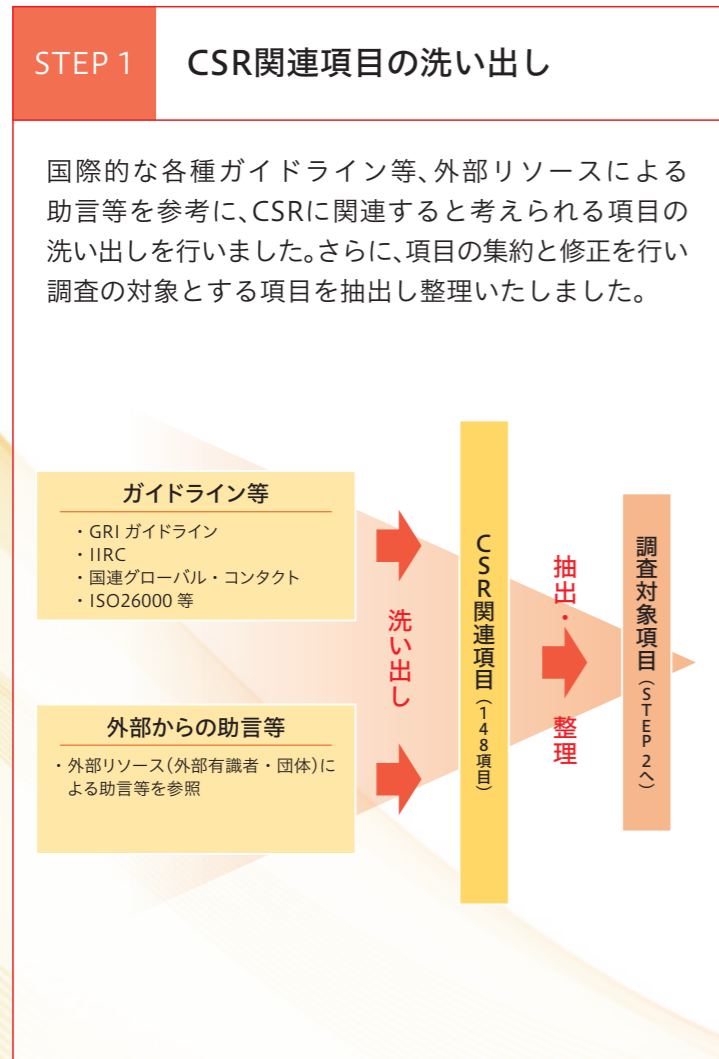 STEP 1
CSR関連項目の洗い出し
国際的な各種ガイドライン等、外部リソースによる
助言等を参考に、CSRに関連すると考えられる項目の
洗い出しを行いました。さらに、項目の集約と修正を行い
調査の対象とする項目を抽出し整理いたしました。
ガイドライン等
・GRI ガイドライン
・IIRC
・国連グローバル・コンタクト
・ISO26000 等
外部からの助言等
・外部リソース(外部有識者・団体)に
よる助言等を参照
洗い出し
CSR関連項目(148項目)
抽出・整理
調査対象項目(STEP 2へ)